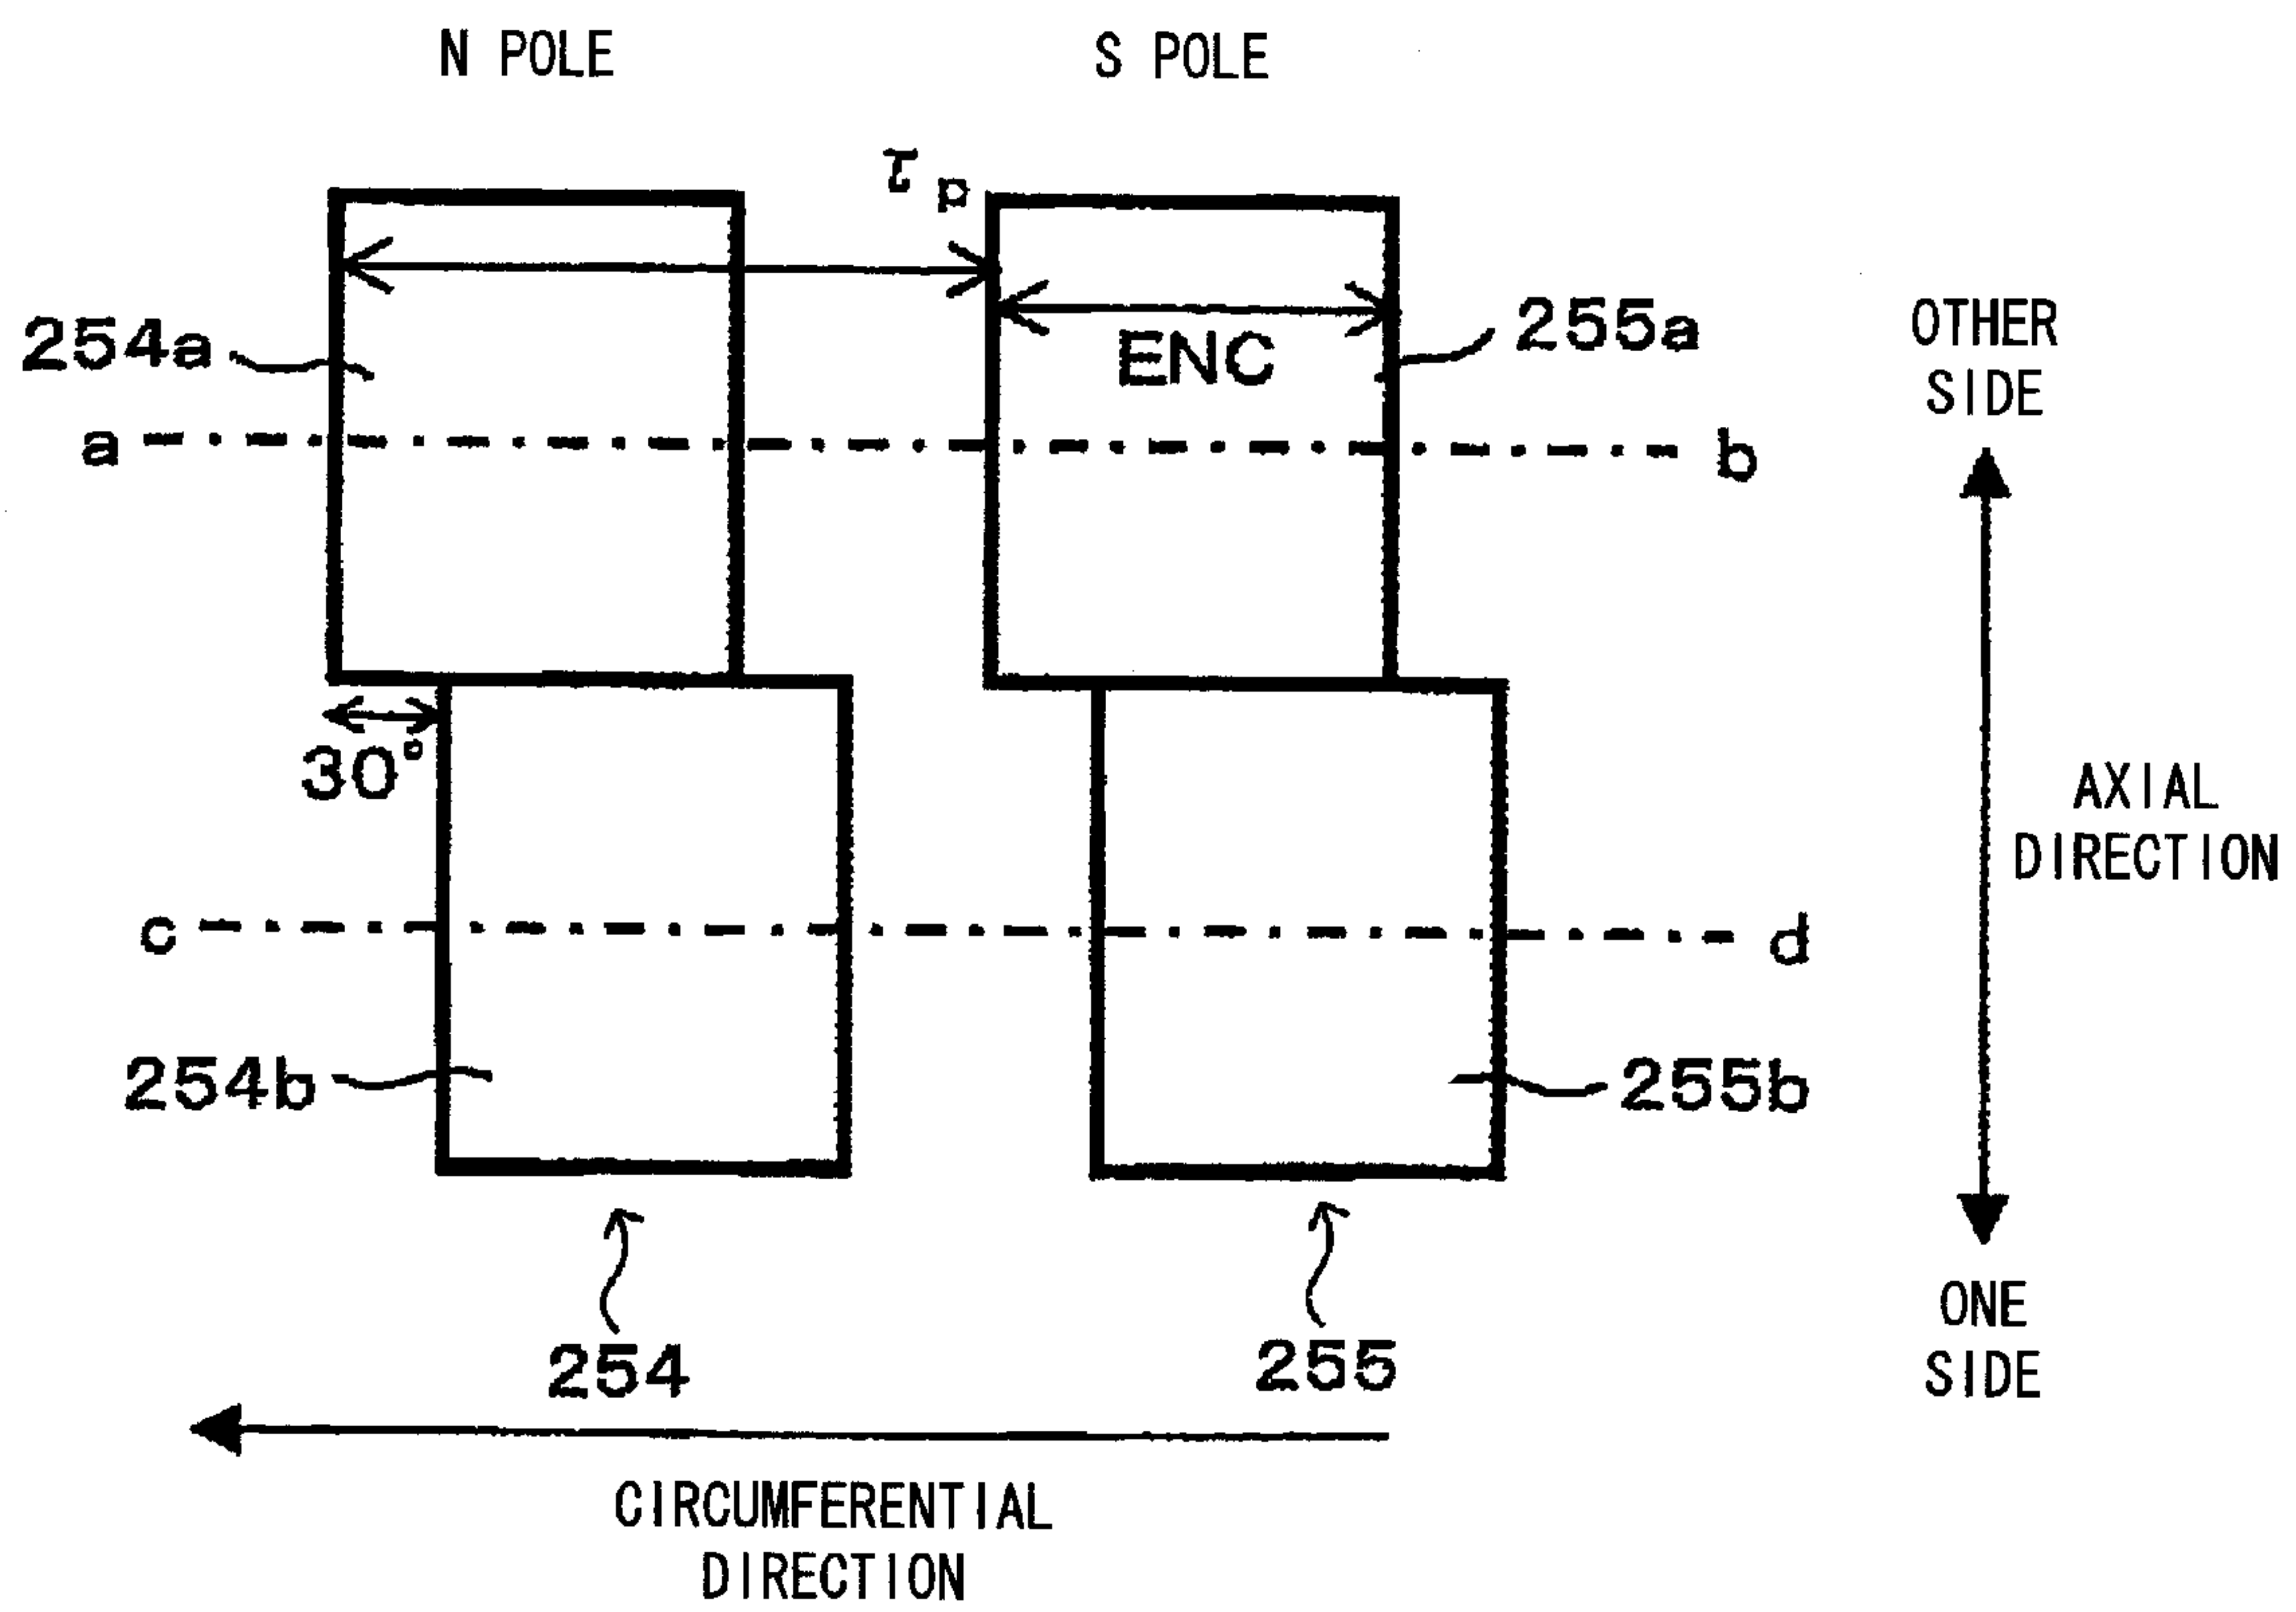 N POLE
S POLE
τp
254a
ENC
255a
OTHER
SIDE
a
b
30°
AXIAL
DIRECTION
c
d
254b
255b
254
255
ONE
SIDE
CIRCUMFERENTIAL
DIRECTION